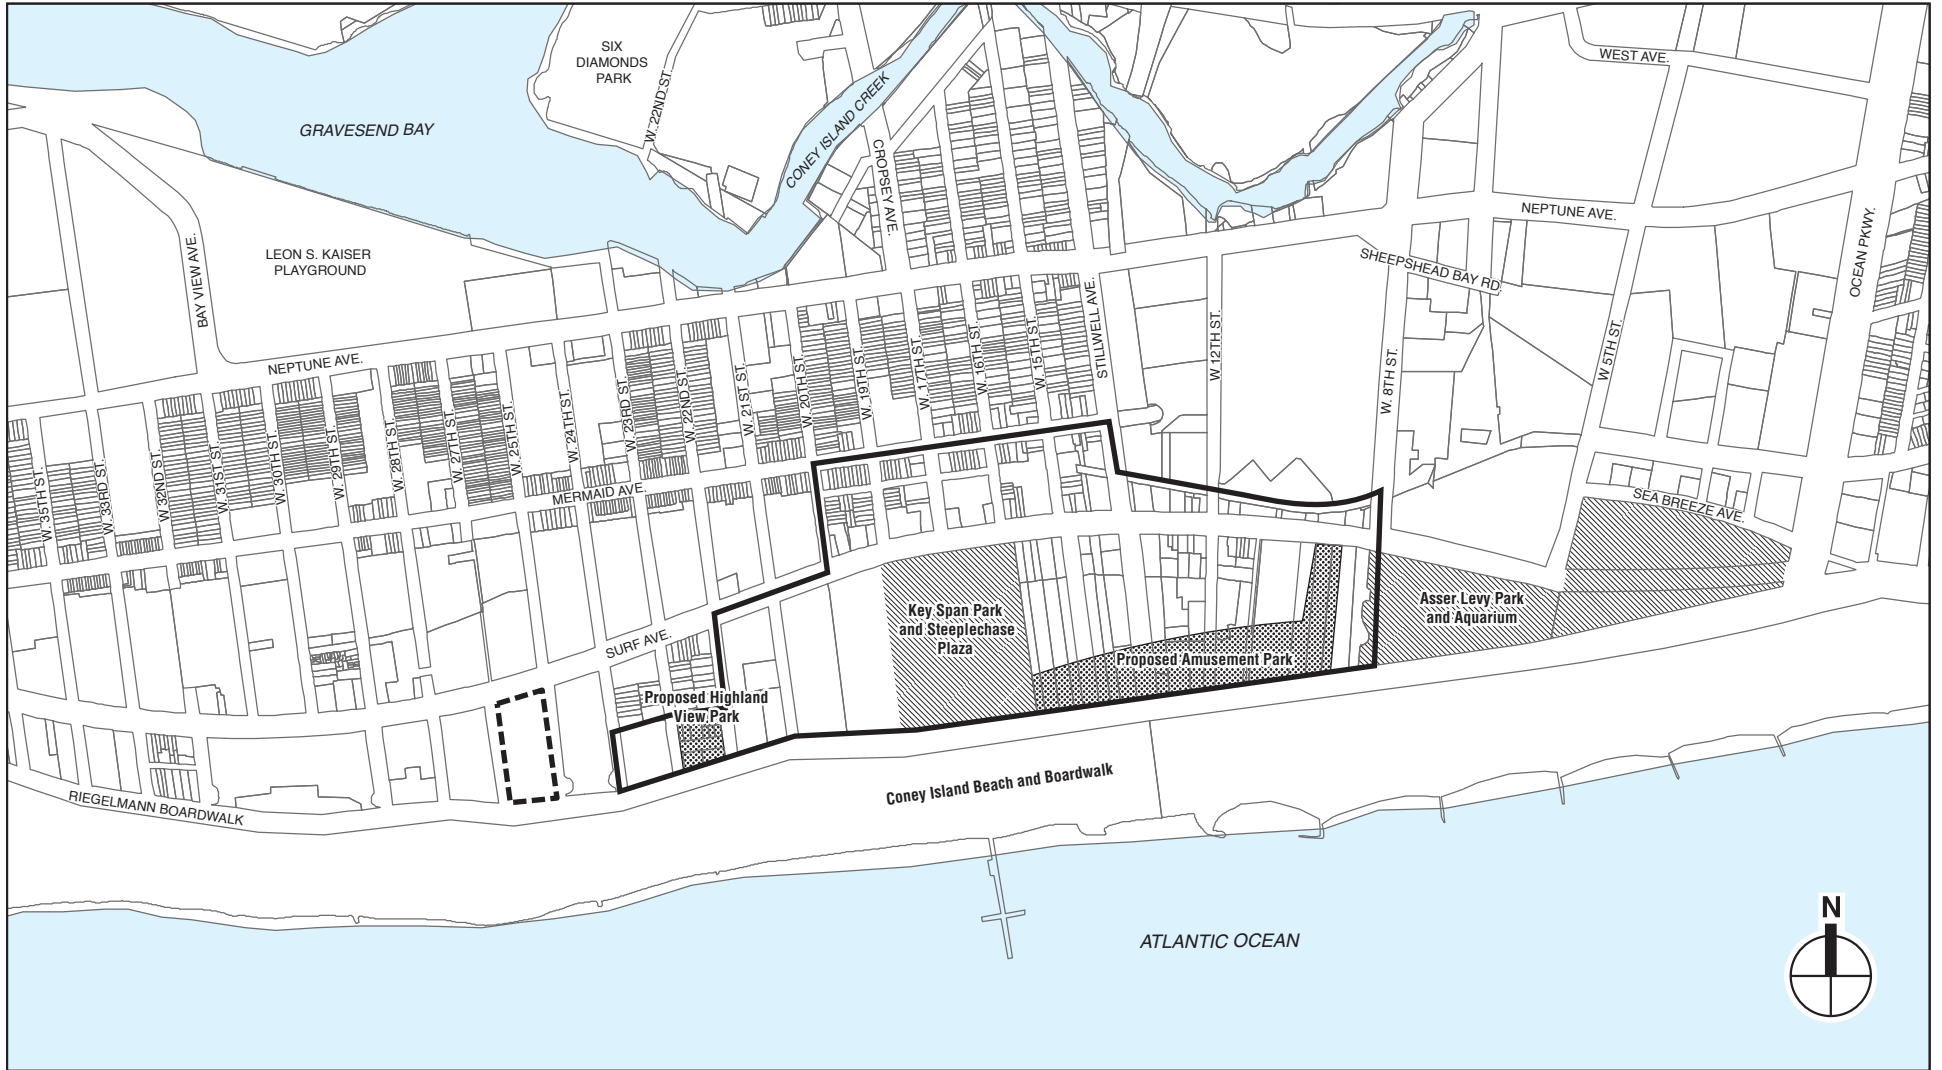 SIX
DIAMONDS
PARK
WEST AVE.
W. 22ND ST.
GRAVESEND BAY
CONEY ISLAND CREEK
CROPSEY AVE.
NEPTUNE AVE.
OCEAN PKWY.
BAY VIEW AVE.
LEON S. KAISER
PLAYGROUND
SHEEPSHEAD BAY RD.
NEPTUNE AVE.
STILLWELL AVE.
W 12TH ST.
W. 8TH ST.
W 5TH ST.
W. 35TH ST.
W. 33RD ST.
W. 32ND ST.
W. 31ST ST.
W. 30TH ST.
W. 29TH ST.
W. 28TH ST.
W. 27TH ST.
W. 25TH ST.
W. 24TH ST.
W. 23RD ST.
W. 22ND ST.
W. 21ST ST.
W. 20TH ST.
W. 19TH ST.
W. 17TH ST.
W. 16TH ST.
W. 15TH ST.
MERMAID AVE.
SEA BREEZE AVE.
Key Span Park
and Steeplechase
Plaza
Asser Levy Park
and Aquarium
SURF AVE.
Proposed Amusement Park
Proposed Highland
View Park
Coney Island Beach and Boardwalk
RIEGELMANN BOARDWALK
ATLANTIC OCEAN
N